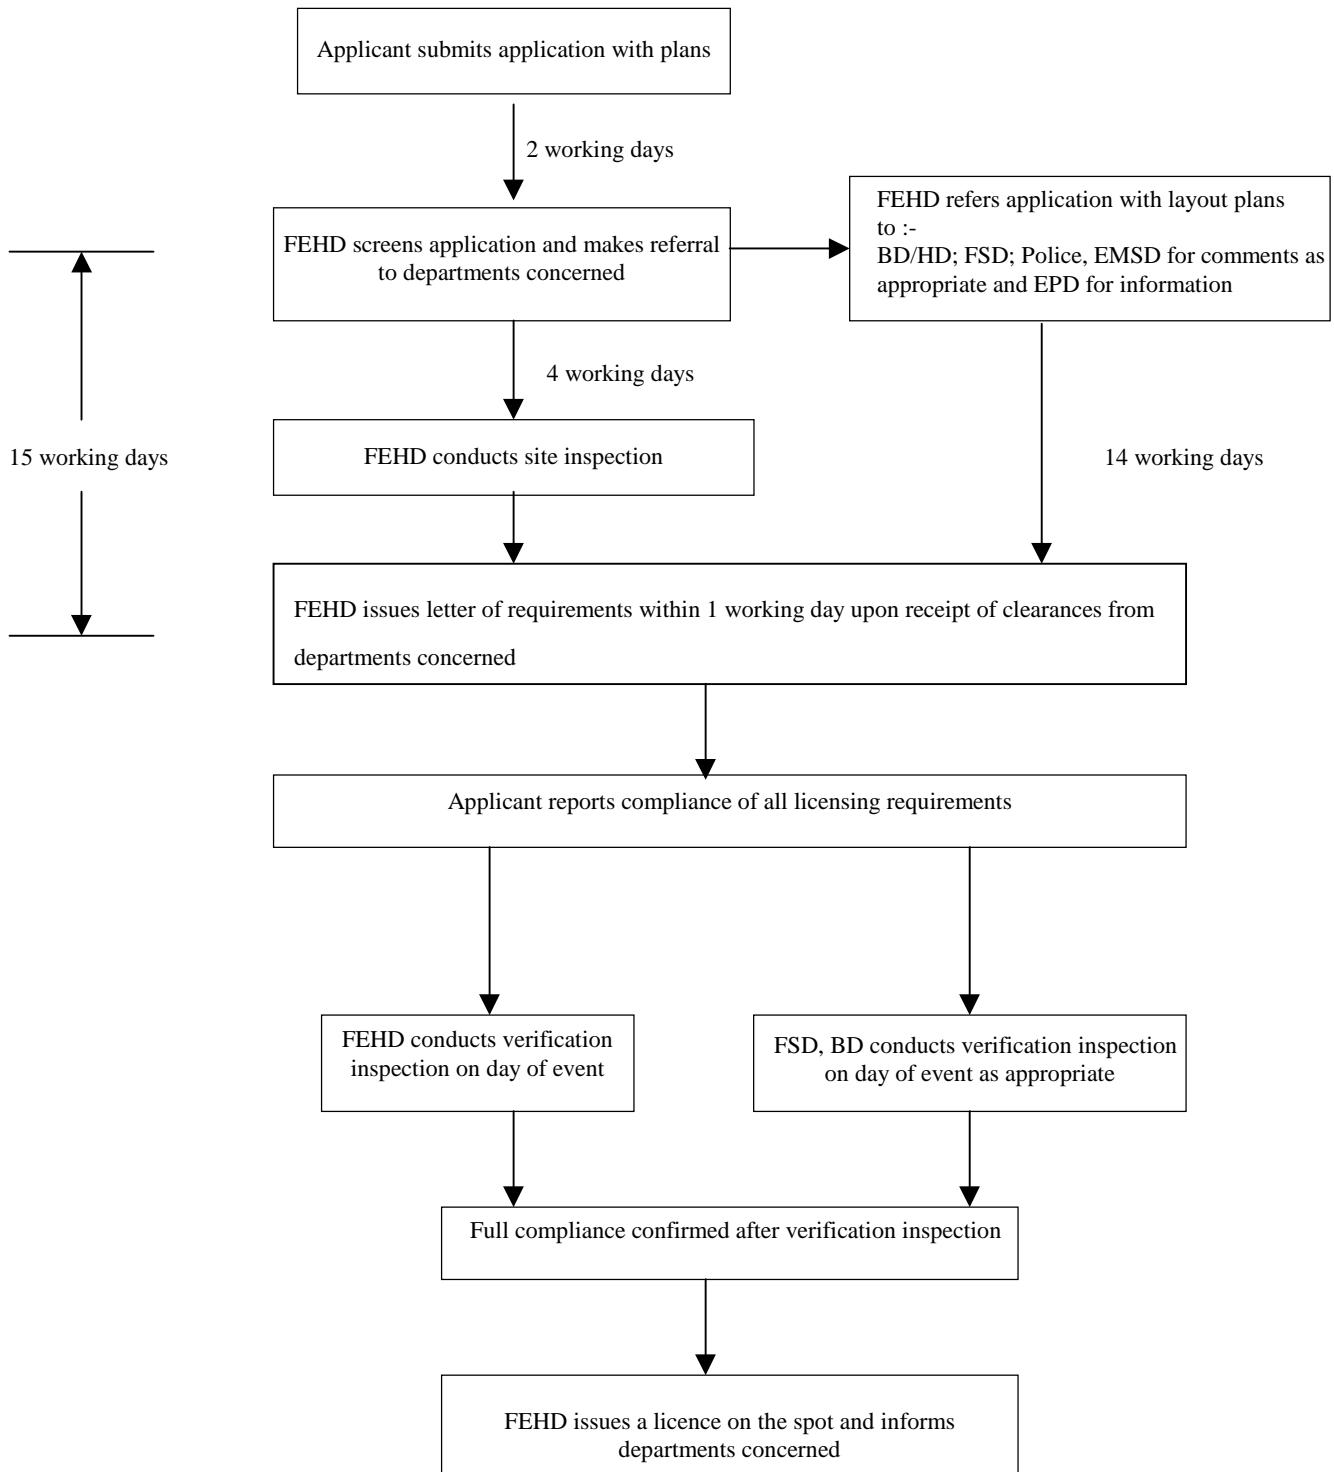 Applicant submits application with plans
2 working days
FEHD screens application and makes referral
to departments concerned
FEHD refers application with layout plans
to :-
BD/HD; FSD; Police, EMSD for comments as
appropriate and EPD for information
4 working days
15 working days
FEHD conducts site inspection
14 working days
FEHD issues letter of requirements within 1 working day upon receipt of clearances from
departments concerned
Applicant reports compliance of all licensing requirements
FEHD conducts verification
inspection on day of event
FSD, BD conducts verification inspection
on day of event as appropriate
Full compliance confirmed after verification inspection
FEHD issues a licence on the spot and informs
departments concerned